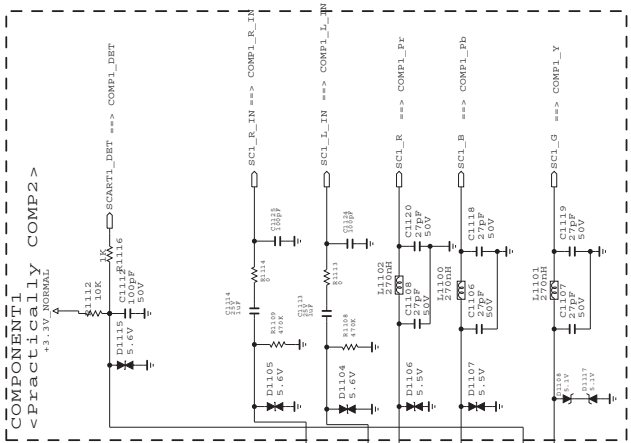 COMPONENT1
<Practically COMP2>
+3.3V_NORMAL
SCART1_DET ==> COMP1_DET
R1116
1K
R1112
10K
100pF
50V
D1115
5.6V
SC1_R_IN ==> COMP1_R_IN
C1125
100pF
R1114
0
C1114
25V
1uF
R1109
470K
D1105
5.6V
SC1_L_IN ==> COMP1_L_IN
C1124
100pF
R1113
0
C1113
25V
1uF
R1108
470K
D1104
5.6V
SC1_R ==> COMP1_Pr
C1120
27pF
50V
L1102
270nH
C1108
27pF
50V
D1106
5.5V
SC1_B ==> COMP1_Pb
C1118
27pF
50V
L1100
270nH
C1106
27pF
50V
D1107
5.5V
SC1_G ==> COMP1_Y
C1119
27pF
50V
L1101
270nH
C1107
27pF
50V
D1108
5.1V
D1117
5.1V